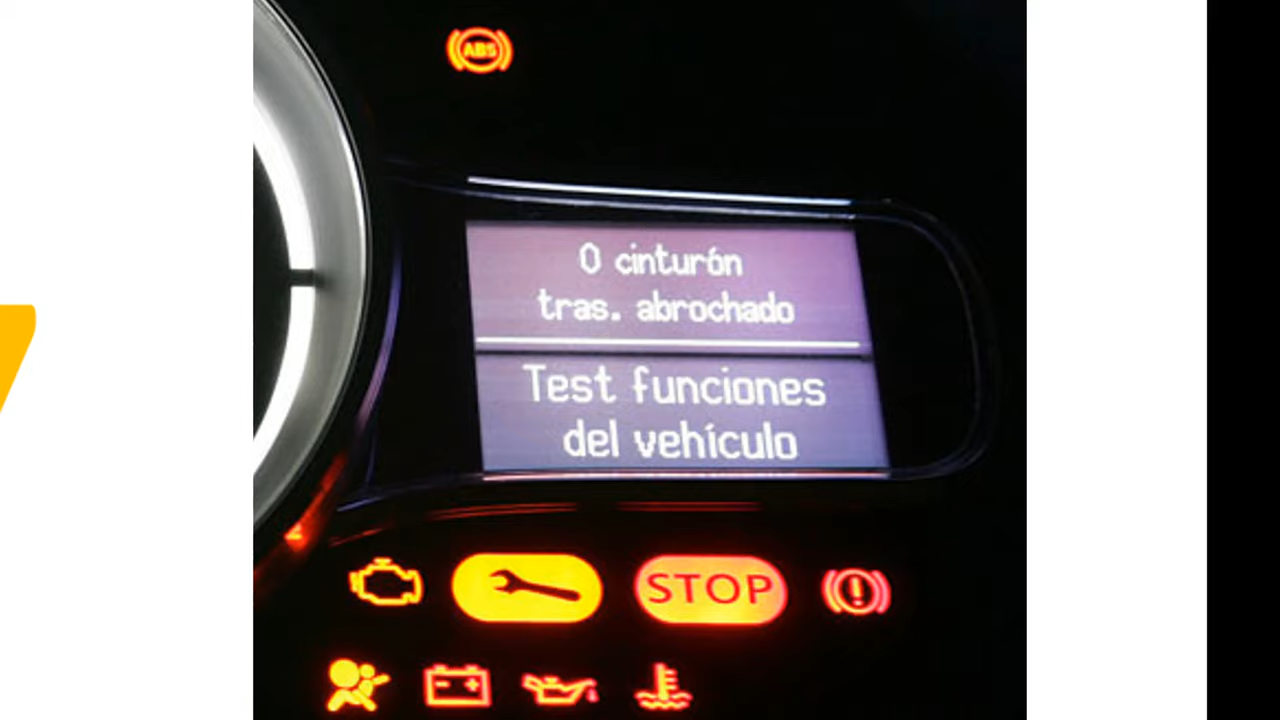 ABS
0 cinturón
tras. abrochado
Test funciones
del vehículo
STOP